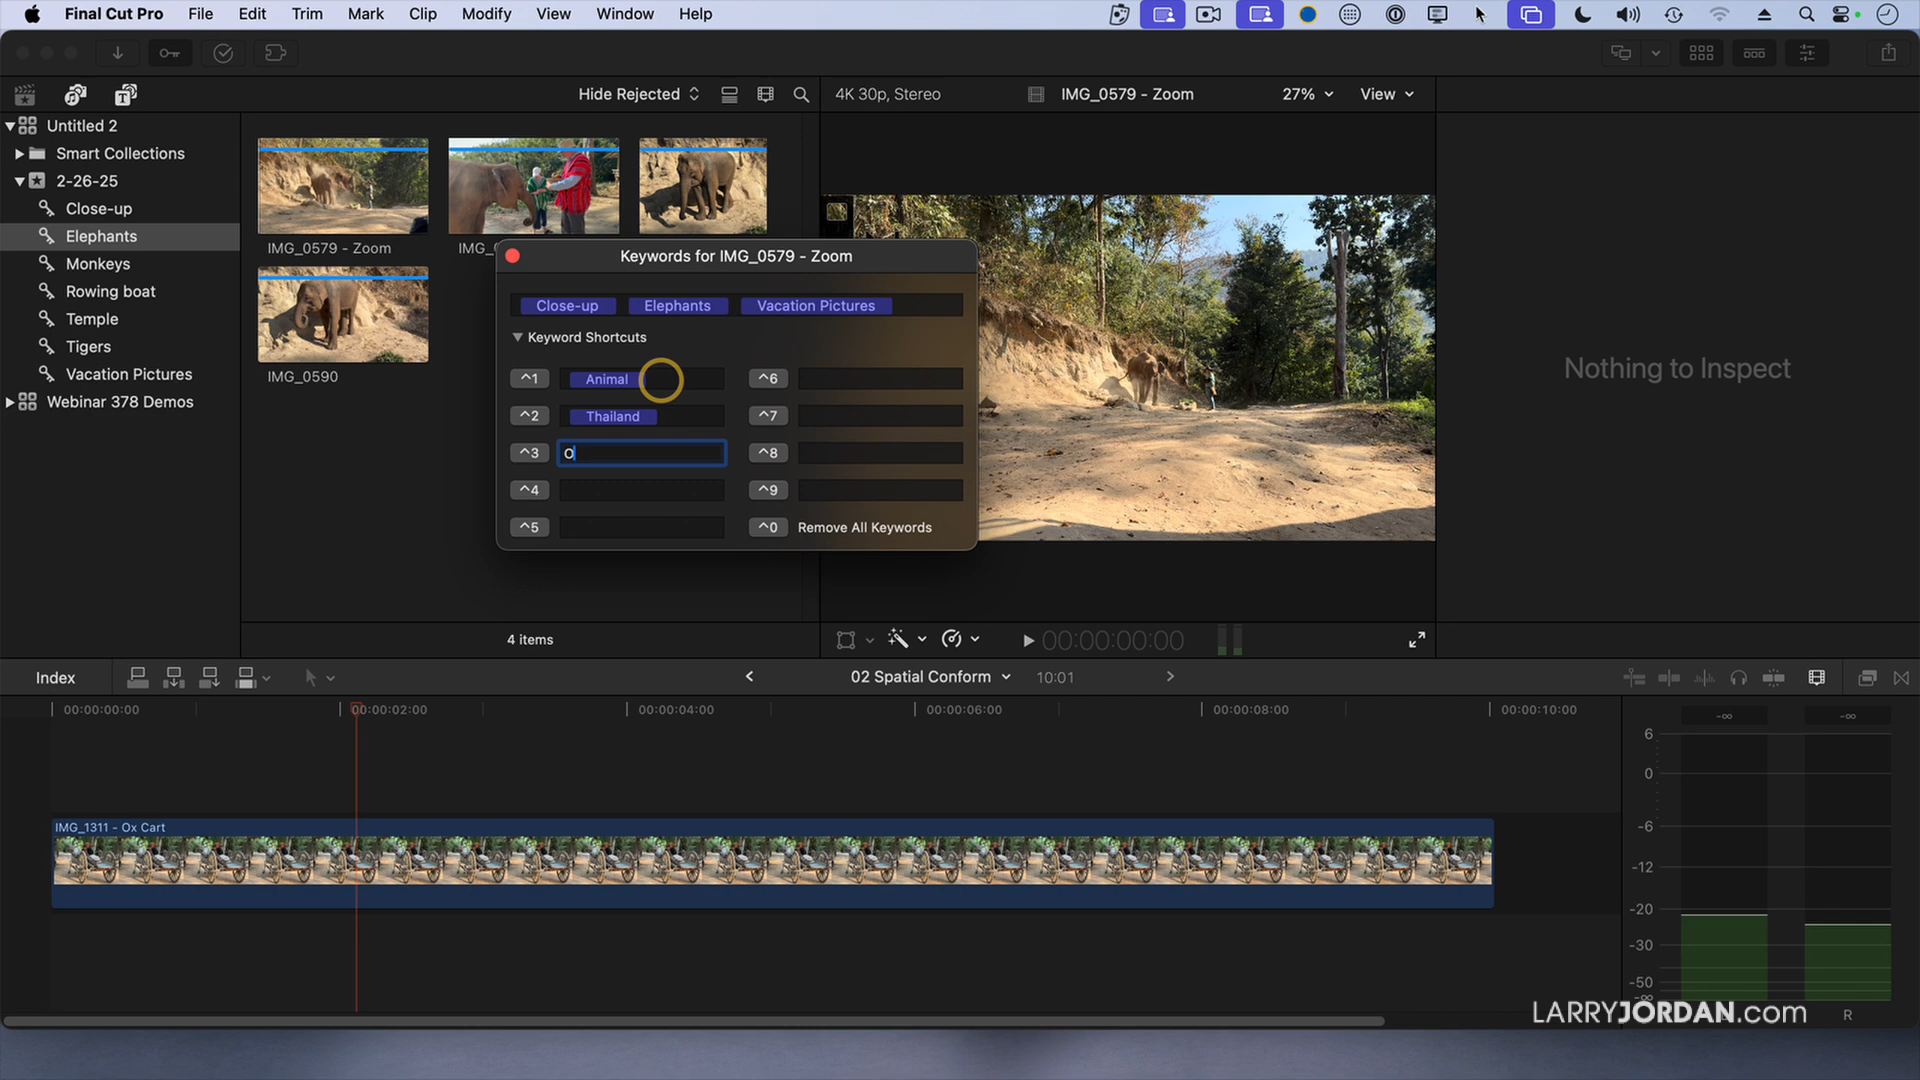 Final Cut Pro File Edit Trim Mark Clip Modify View Window Help
Hide Rejected
4K 30p, Stereo
IMG_0579 - Zoom
27%
View
Untitled 2
Smart Collections
2-26-25
Close-up
Elephants
Monkeys
Rowing boat
Temple
Tigers
Vacation Pictures
Webinar 378 Demos
IMG_0579 - Zoom
IMG_
IMG_0590
4 items
Keywords for IMG_0579 - Zoom
Close-up Elephants Vacation Pictures
Keyword Shortcuts
^1 Animal ^6
^2 Thailand ^7
^3 O ^8
^4 ^9
^5 ^0 Remove All Keywords
Nothing to Inspect
00:00:00:00
Index
02 Spatial Conform
10:01
00:00:00:00 00:00:02:00 00:00:04:00 00:00:06:00 00:00:08:00 00:00:10:00
IMG_1311 - Ox Cart
-∞ -∞
6
0
-6
-12
-20
-30
-50
-∞
R
LARRYJORDAN.com